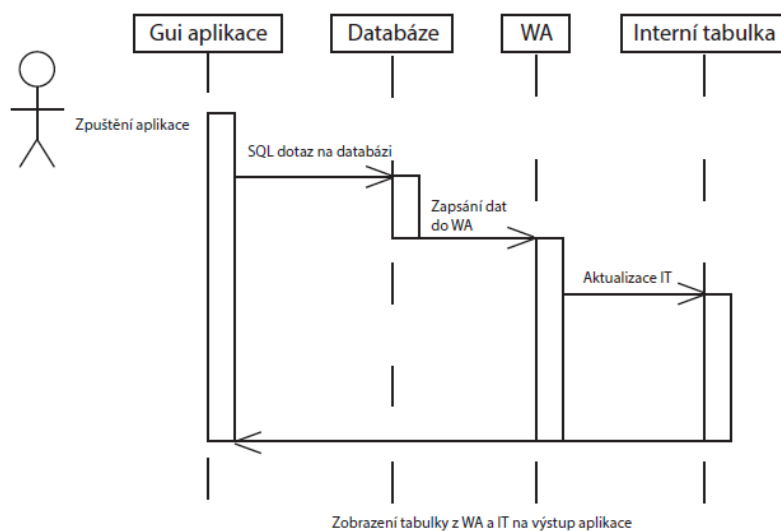 Gui aplikace
Databáze
WA
Interní tabulka
Zpuštění aplikace
SQL dotaz na databázi
Zapsání dat
do WA
Aktualizace IT
Zobrazení tabulky z WA a IT na výstup aplikace